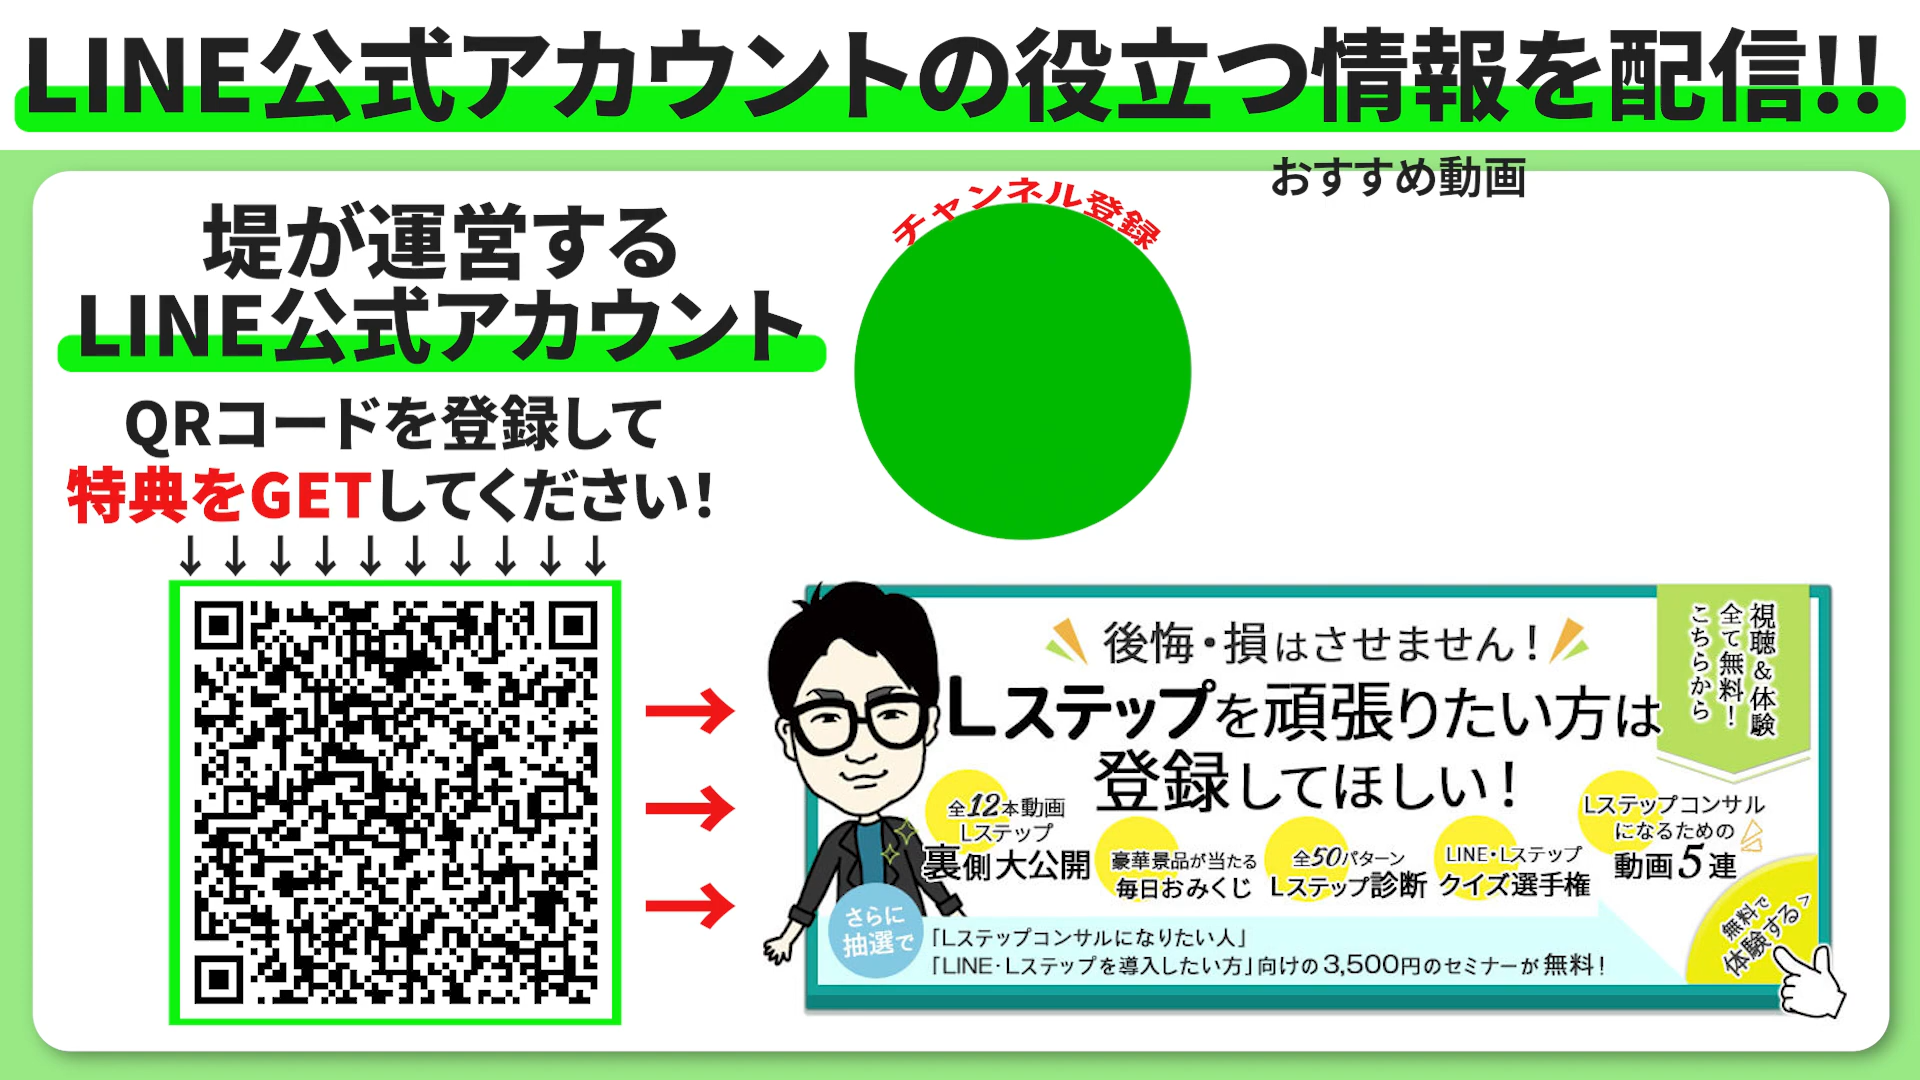 LINE公式アカウントの役立つ情報を配信!!
堤が運営する
LINE公式アカウント
QRコードを登録して
特典をGETしてください!
↓↓↓↓↓↓↓↓↓↓
チャンネル登録
おすすめ動画
後悔・損はさせません!
Lステップを頑張りたい方は
登録してほしい!
視聴&体験
全て無料!
こちらから
全12本動画
Lステップ
裏側大公開
豪華景品が当たる
毎日おみくじ
全50パターン
Lステップ診断
LINE・Lステップ
クイズ選手権
Lステップコンサル
になるための
動画5連
さらに
抽選で
「Lステップコンサルになりたい人」
「LINE・Lステップを導入したい方」向けの3,500円のセミナーが無料!
無料で
体験する>